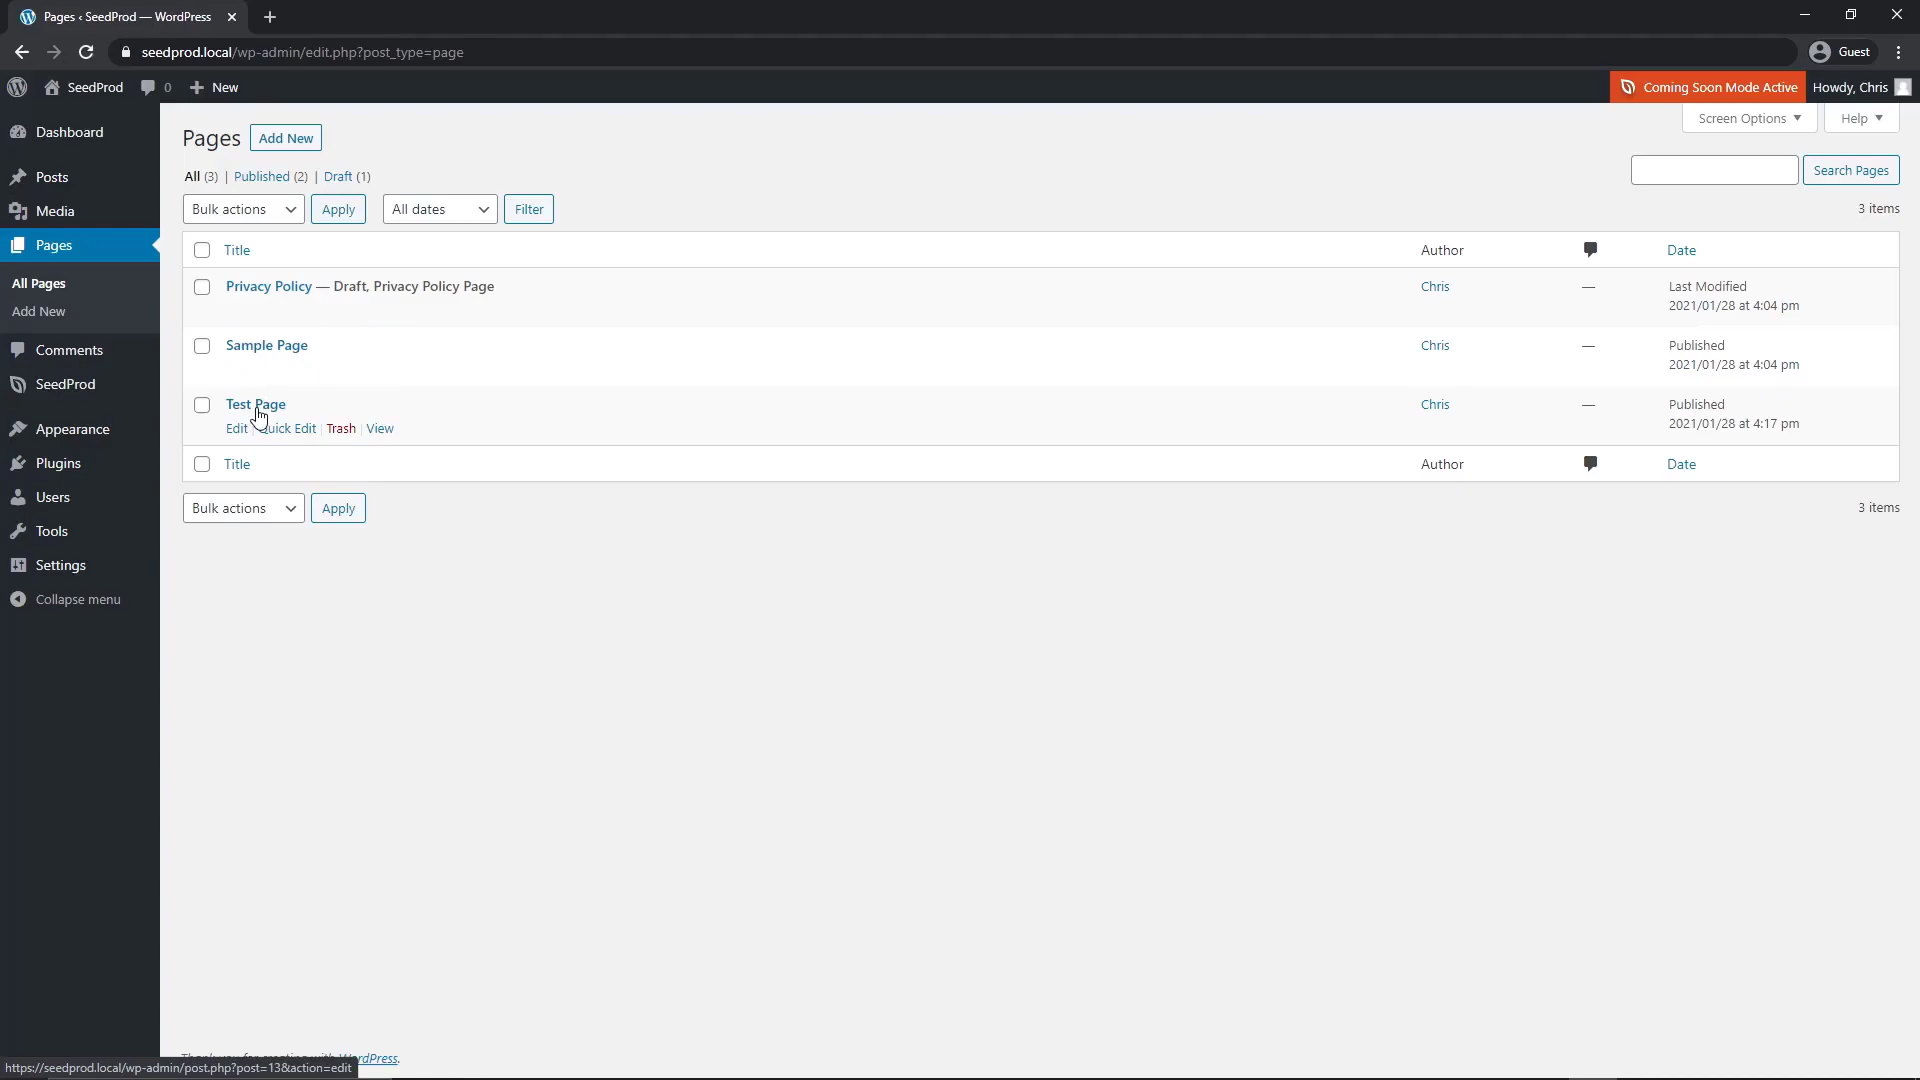 Pages ‹ SeedProd — WordPress
seedprod.local/wp-admin/edit.php?post_type=page
Guest
SeedProd 0 New
Coming Soon Mode Active Howdy, Chris
Dashboard
Posts
Media
Pages
All Pages
Add New
Comments
SeedProd
Appearance
Plugins
Users
Tools
Settings
Collapse menu
Screen Options Help
Pages Add New
All (3) | Published (2) | Draft (1)
Search Pages
Bulk actions Apply All dates Filter
3 items
Title Author Date
Privacy Policy — Draft, Privacy Policy Page Chris — Last Modified
2021/01/28 at 4:04 pm
Sample Page Chris — Published
2021/01/28 at 4:04 pm
Test Page Chris — Published
2021/01/28 at 4:17 pm
Edit | Quick Edit | Trash | View
Title Author Date
Bulk actions Apply
3 items
Thank you for creating with WordPress.
https://seedprod.local/wp-admin/post.php?post=13&action=edit